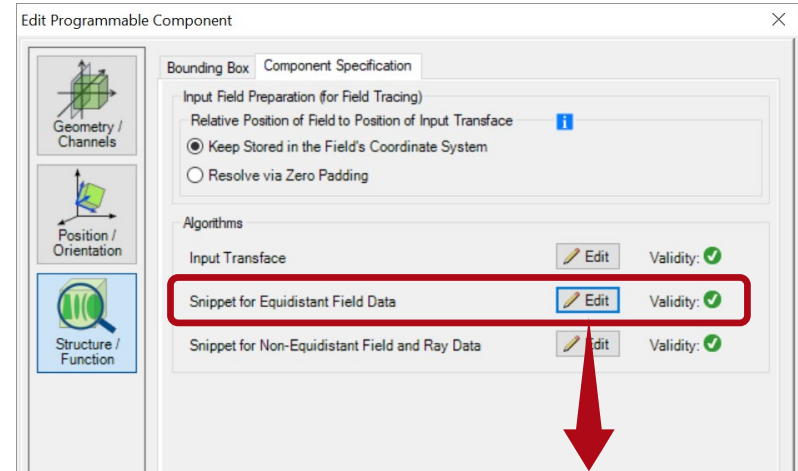 Edit Programmable Component
Bounding Box Component Specification
Input Field Preparation (for Field Tracing)
Relative Position of Field to Position of Input Transface i
Keep Stored in the Field's Coordinate System
Resolve via Zero Padding
Geometry /
Channels
Position /
Orientation
Structure /
Function
Algorithms
Input Transface Edit Validity:
Snippet for Equidistant Field Data Edit Validity:
Snippet for Non-Equidistant Field and Ray Data Edit Validity: